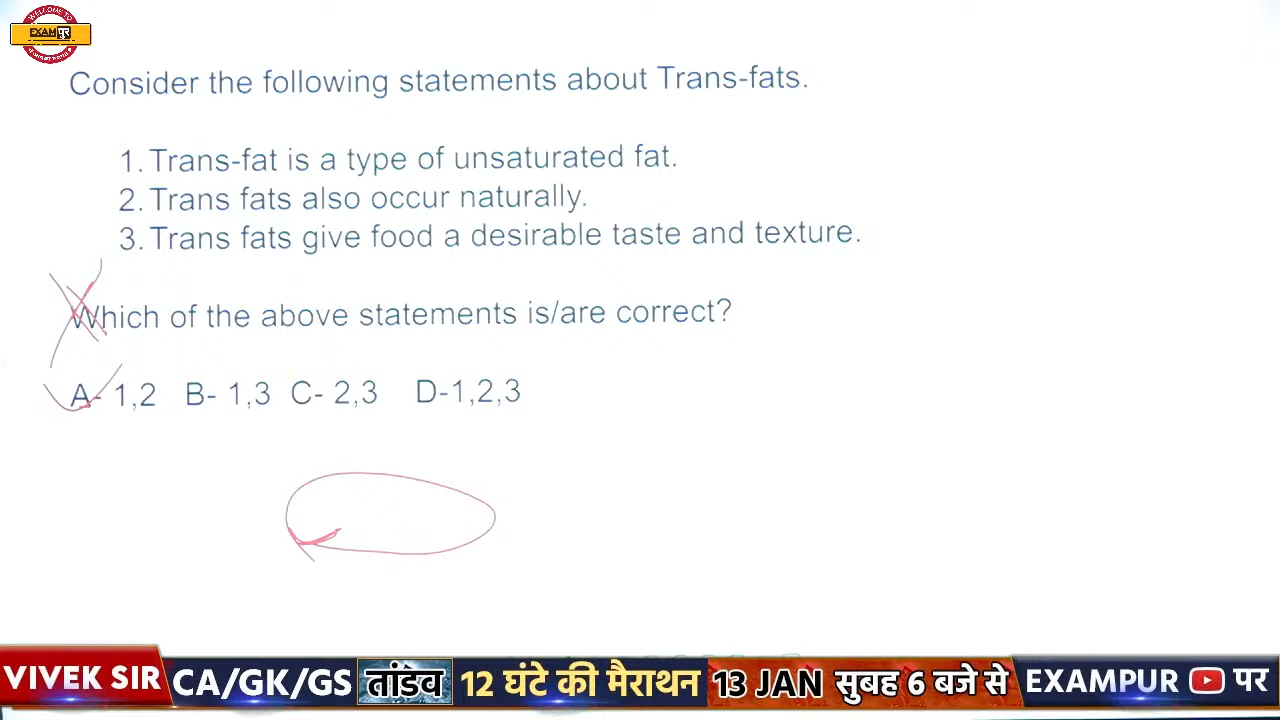 WELCOME TO
EXAMपुर
Consider the following statements about Trans-fats.
1. Trans-fat is a type of unsaturated fat.
2. Trans fats also occur naturally.
3. Trans fats give food a desirable taste and texture.
Which of the above statements is/are correct?
A- 1,2 B- 1,3 C- 2,3 D-1,2,3
VIVEK SIR CA/GK/GS तांडव 12 घंटे की मैराथन 13 JAN सुबह 6 बजे से EXAMPUR पर